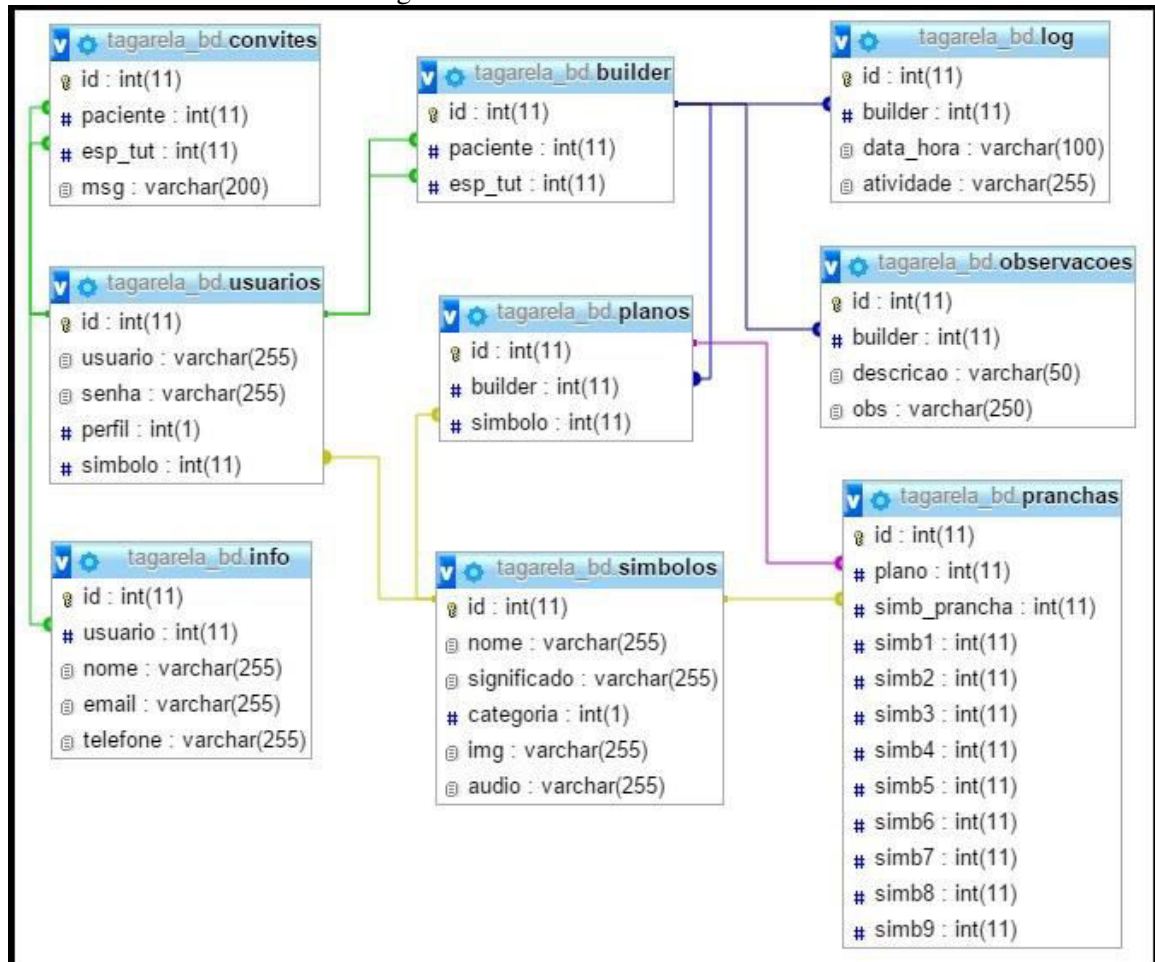 tagarela_bd.convites
id : int(11)
paciente : int(11)
esp_tut : int(11)
msg : varchar(200)
tagarela_bd.builder
id : int(11)
paciente : int(11)
esp_tut : int(11)
tagarela_bd.log
id : int(11)
builder : int(11)
data_hora : varchar(100)
atividade : varchar(255)
tagarela_bd.usuarios
id : int(11)
usuario : varchar(255)
senha : varchar(255)
perfil : int(1)
simbolo : int(11)
tagarela_bd.planos
id : int(11)
builder : int(11)
simbolo : int(11)
tagarela_bd.observacoes
id : int(11)
builder : int(11)
descricao : varchar(50)
obs : varchar(250)
tagarela_bd.info
id : int(11)
usuario : int(11)
nome : varchar(255)
email : varchar(255)
telefone : varchar(255)
tagarela_bd.simbolos
id : int(11)
nome : varchar(255)
significado : varchar(255)
categoria : int(1)
img : varchar(255)
audio : varchar(255)
tagarela_bd.pranchas
id : int(11)
plano : int(11)
simb_prancha : int(11)
simb1 : int(11)
simb2 : int(11)
simb3 : int(11)
simb4 : int(11)
simb5 : int(11)
simb6 : int(11)
simb7 : int(11)
simb8 : int(11)
simb9 : int(11)